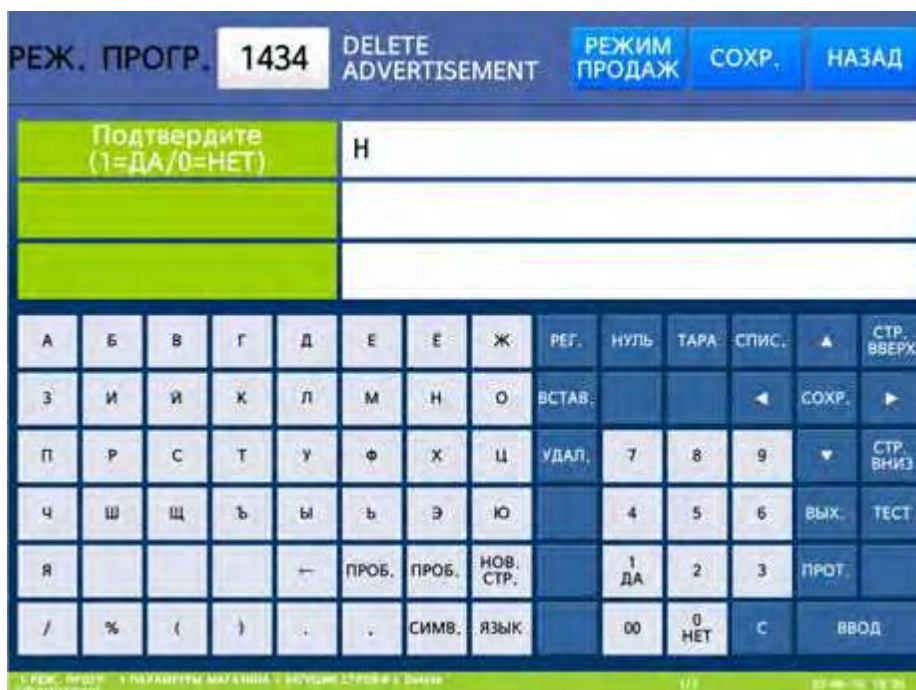 РЕЖ. ПРОГР. 1434 DELETE ADVERTISEMENT РЕЖИМ ПРОДАЖ СОХР. НАЗАД
Подтвердите
(1=ДА/0=НЕТ) Н
А Б В Г Д Е Ё Ж РЕГ. НУЛЬ ТАРА СПИС. ▲ СТР. ВВЕРХ
З И Й К Л М Н О ВСТАВ. ◄ СОХР. ►
П Р С Т У Ф Х Ц УДАЛ. 7 8 9 ▼ СТР. ВНИЗ
Ч Ш Щ Ъ Ы Ь Э Ю 4 5 6 ВЫХ. ТЕСТ
Я ← ПРОБ. ПРОБ. НОВ. СТР. 1 ДА 2 3 ПРОТ.
/ % ( ) . СИМВ. ЯЗЫК 00 0 НЕТ C ВВОД
1/1